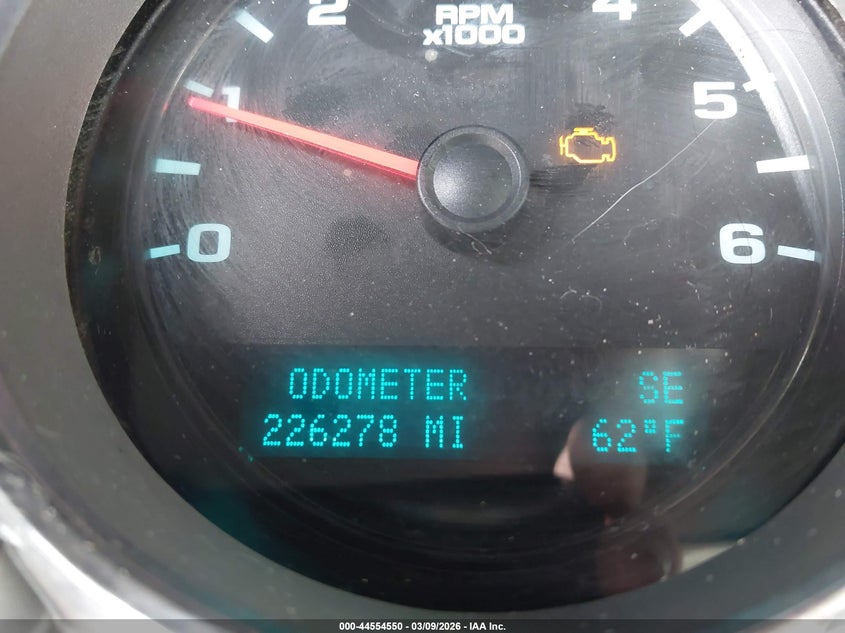 2 RPM 4
x1000
1 5
0 6
ODOMETER SE
226278 MI 62°F
000-44554550 - 03/09/2026 - IAA Inc.